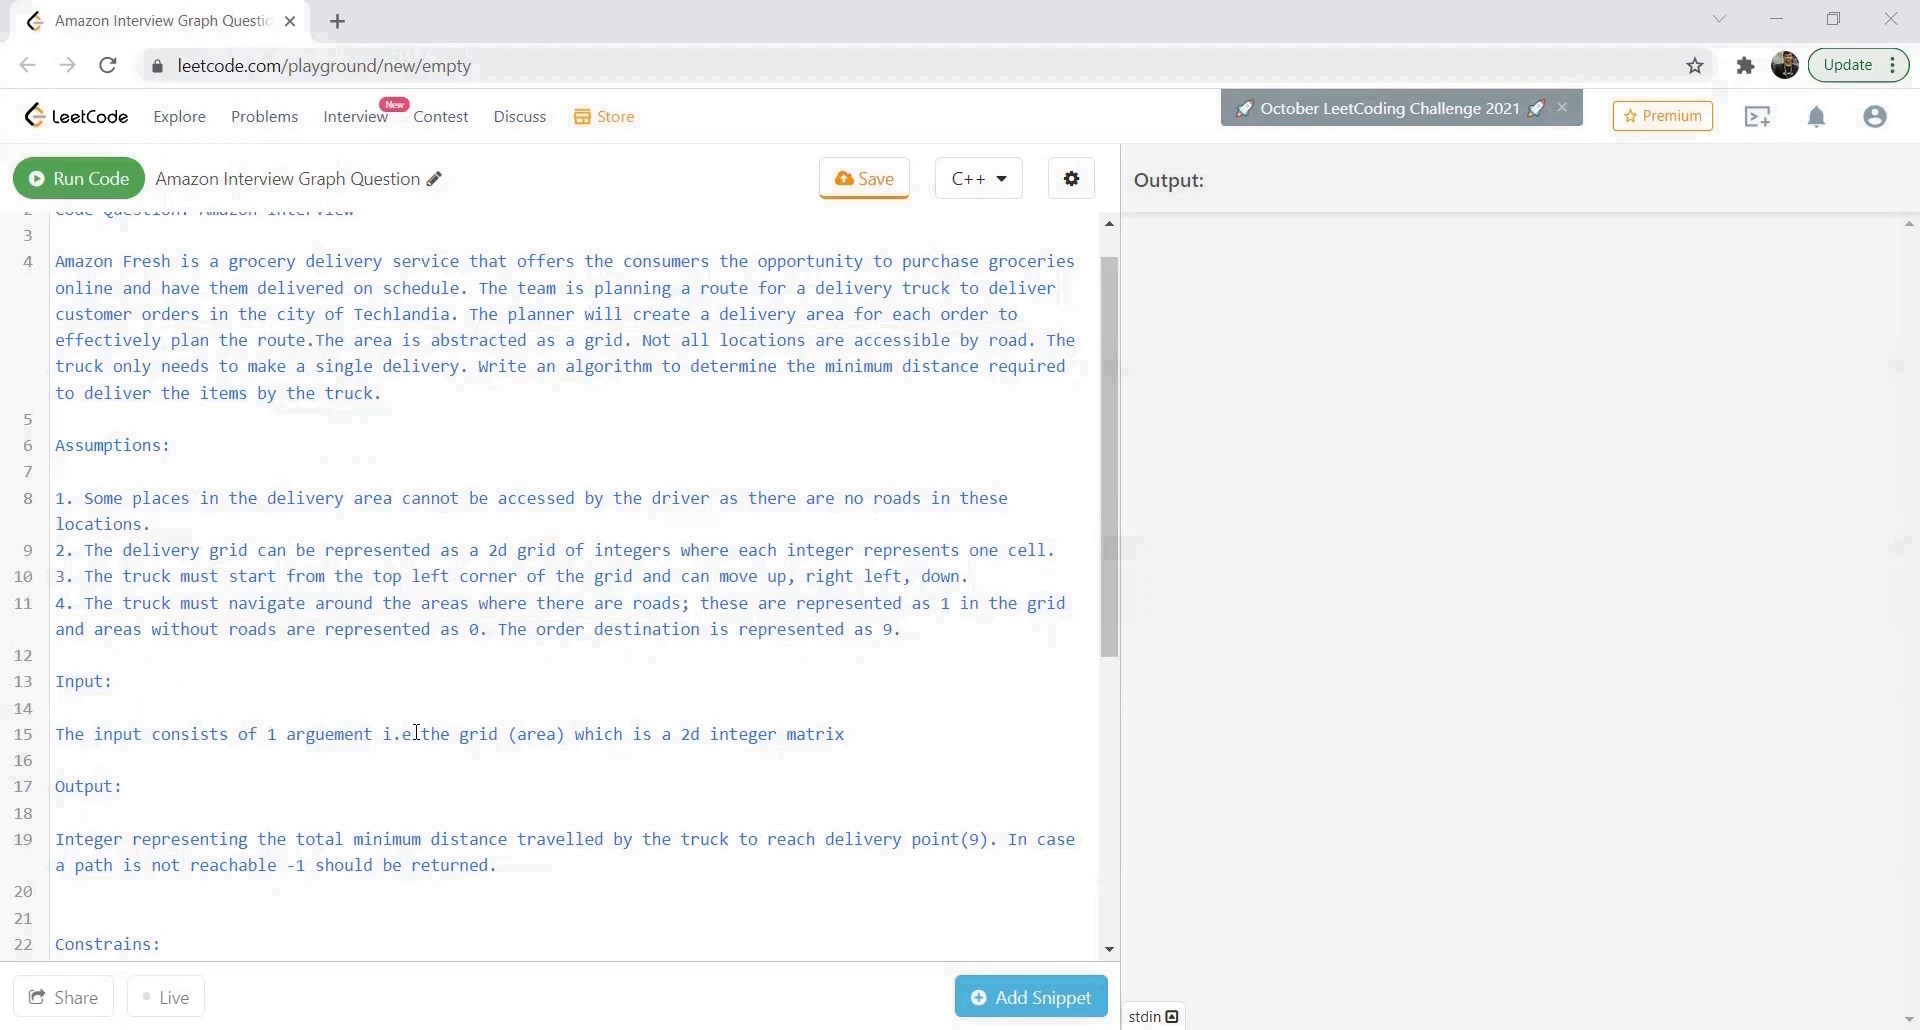 Amazon Interview Graph Questio
leetcode.com/playground/new/empty
Update
LeetCode
Explore
Problems
Interview
New
Contest
Discuss
Store
October LeetCoding Challenge 2021
Premium
Run Code
Amazon Interview Graph Question
Save
C++
Output:
2 Code Question: Amazon Interview
3
4 Amazon Fresh is a grocery delivery service that offers the consumers the opportunity to purchase groceries
online and have them delivered on schedule. The team is planning a route for a delivery truck to deliver
customer orders in the city of Techlandia. The planner will create a delivery area for each order to
effectively plan the route.The area is abstracted as a grid. Not all locations are accessible by road. The
truck only needs to make a single delivery. Write an algorithm to determine the minimum distance required
to deliver the items by the truck.
5
6 Assumptions:
7
8 1. Some places in the delivery area cannot be accessed by the driver as there are no roads in these
locations.
9 2. The delivery grid can be represented as a 2d grid of integers where each integer represents one cell.
10 3. The truck must start from the top left corner of the grid and can move up, right left, down.
11 4. The truck must navigate around the areas where there are roads; these are represented as 1 in the grid
and areas without roads are represented as 0. The order destination is represented as 9.
12
13 Input:
14
15 The input consists of 1 arguement i.e the grid (area) which is a 2d integer matrix
16
17 Output:
18
19 Integer representing the total minimum distance travelled by the truck to reach delivery point(9). In case
a path is not reachable -1 should be returned.
20
21
22 Constrains:
Share
Live
Add Snippet
stdin